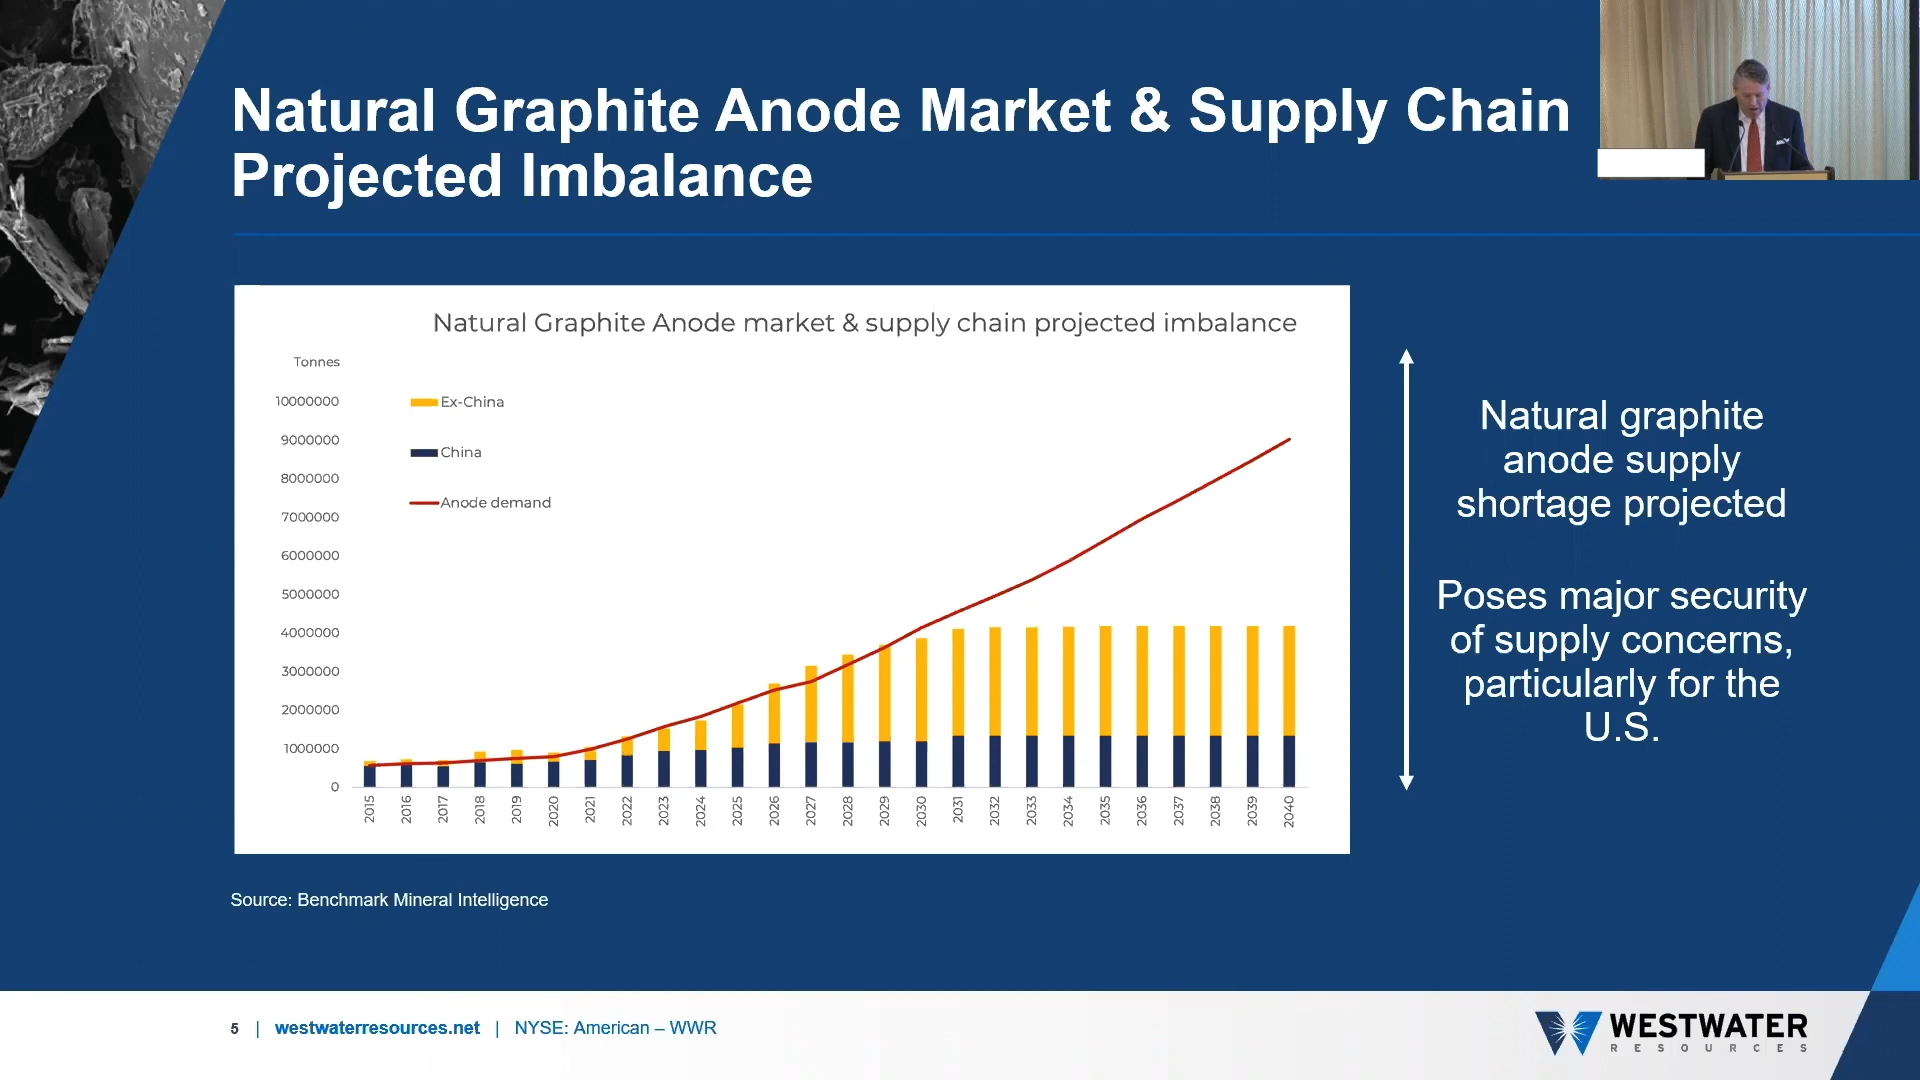 Natural Graphite Anode Market & Supply Chain
Projected Imbalance
Natural Graphite Anode market & supply chain projected imbalance
Tonnes
10000000
9000000
8000000
7000000
6000000
5000000
4000000
3000000
2000000
1000000
0
Ex-China
China
Anode demand
2015 2016 2017 2018 2019 2020 2021 2022 2023 2024 2025 2026 2027 2028 2029 2030 2031 2032 2033 2034 2035 2036 2037 2038 2039 2040
Natural graphite
anode supply
shortage projected
Poses major security
of supply concerns,
particularly for the
U.S.
Source: Benchmark Mineral Intelligence
5 | westwaterresources.net | NYSE: American – WWR
WESTWATER
RESOURCES